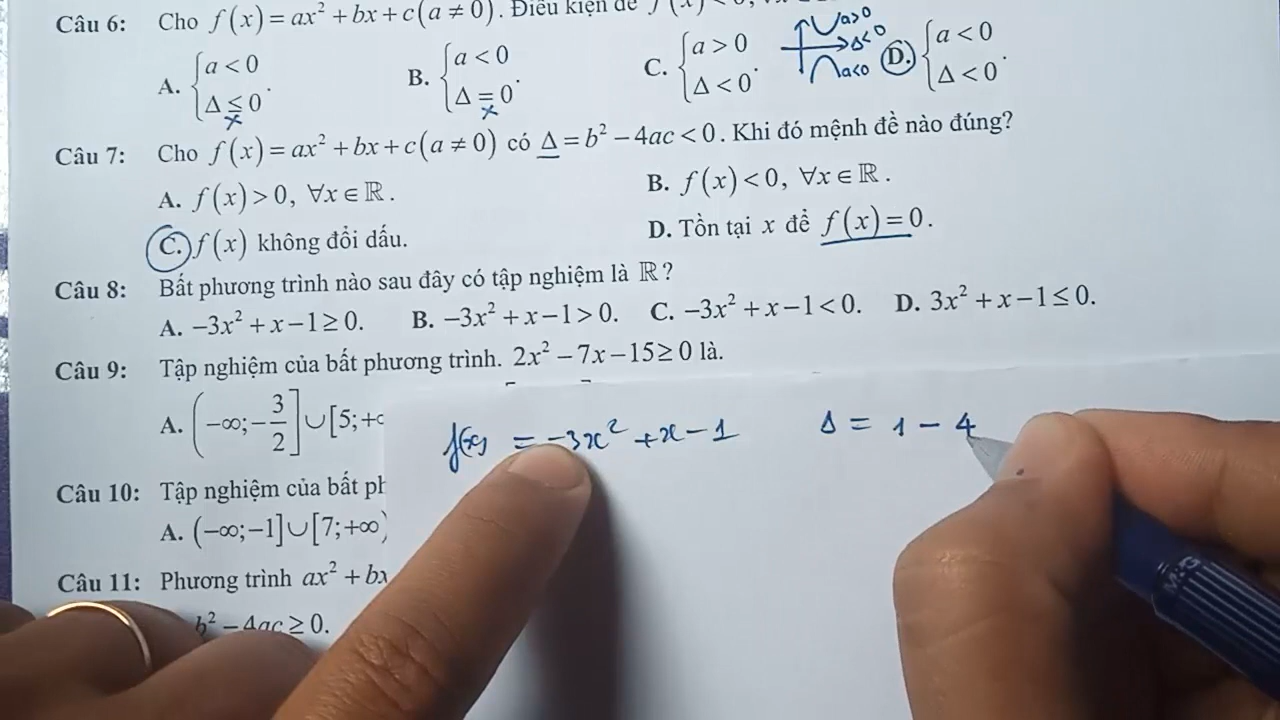 Câu 6: Cho f(x) = ax² + bx + c (a ≠ 0). Điều kiện để f(x) < 0,
A. {a < 0, Δ ≤ 0. B. {a < 0, Δ = 0. C. {a > 0, Δ < 0. D. {a < 0, Δ < 0.
x x a>0 Δ<0 a<0
Câu 7: Cho f(x) = ax² + bx + c (a ≠ 0) có Δ = b² − 4ac < 0. Khi đó mệnh đề nào đúng?
A. f(x) > 0, ∀x ∈ ℝ. B. f(x) < 0, ∀x ∈ ℝ.
C. f(x) không đổi dấu. D. Tồn tại x để f(x) = 0.
Câu 8: Bất phương trình nào sau đây có tập nghiệm là ℝ?
A. −3x² + x − 1 ≥ 0. B. −3x² + x − 1 > 0. C. −3x² + x − 1 < 0. D. 3x² + x − 1 ≤ 0.
Câu 9: Tập nghiệm của bất phương trình. 2x² − 7x − 15 ≥ 0 là.
A. (−∞; −3/2] ∪ [5; +
f(x) = −3x² + x − 1 Δ = 1 − 4
Câu 10: Tập nghiệm của bất
A. (−∞; −1] ∪ [7; +∞)
Câu 11: Phương trình ax² +
b² − 4ac ≥ 0.
M&G